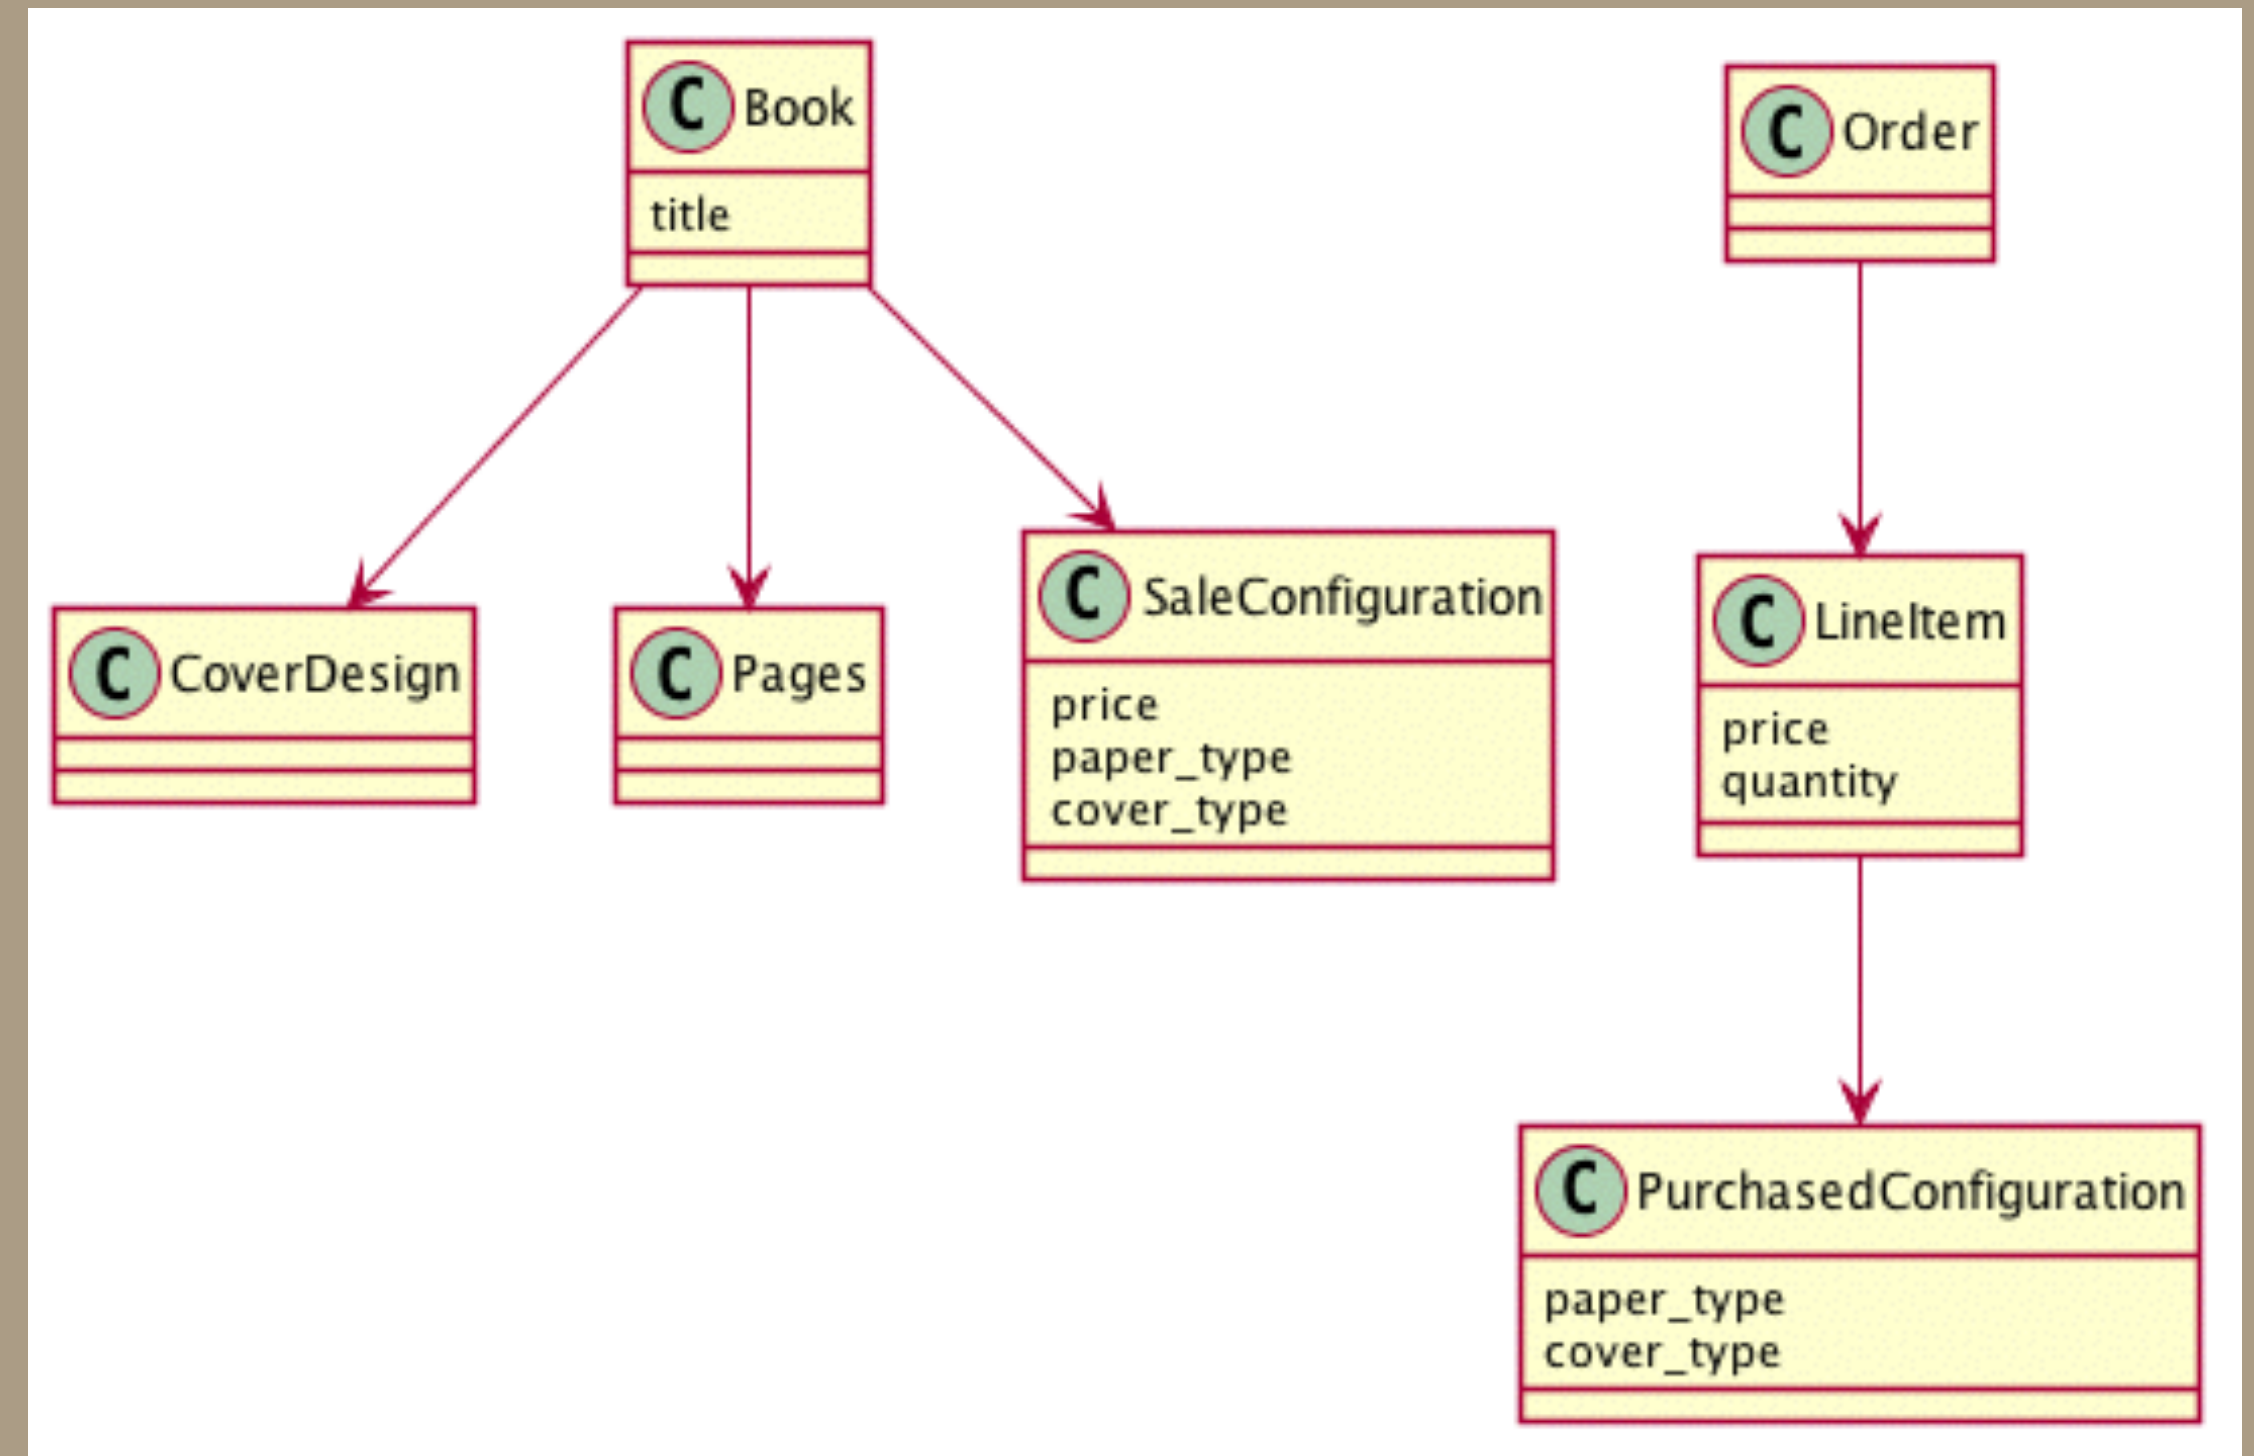 C Book
title
C Order
C CoverDesign
C Pages
C SaleConfiguration
price
paper_type
cover_type
C LineItem
price
quantity
C PurchasedConfiguration
paper_type
cover_type